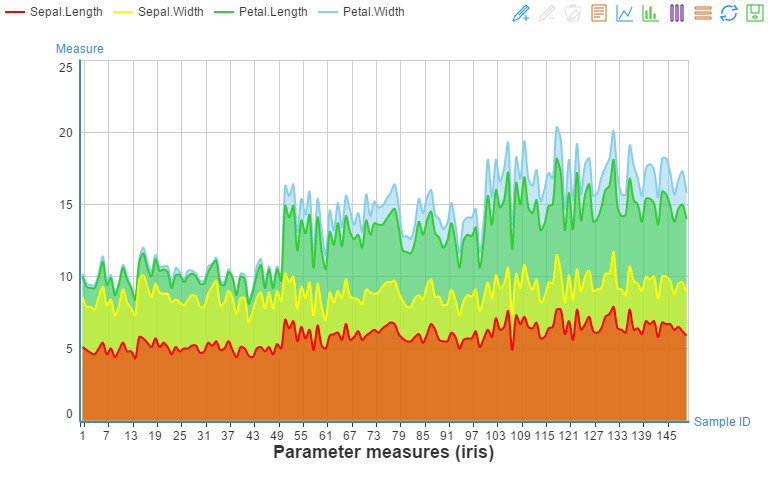 Sepal.Length Sepal.Width Petal.Length Petal.Width
Measure
25
20
15
10
5
0
Sample ID
1 7 13 19 25 31 37 43 49 55 61 67 73 79 85 91 97 103 109 115 121 127 133 139 145
Parameter measures (iris)